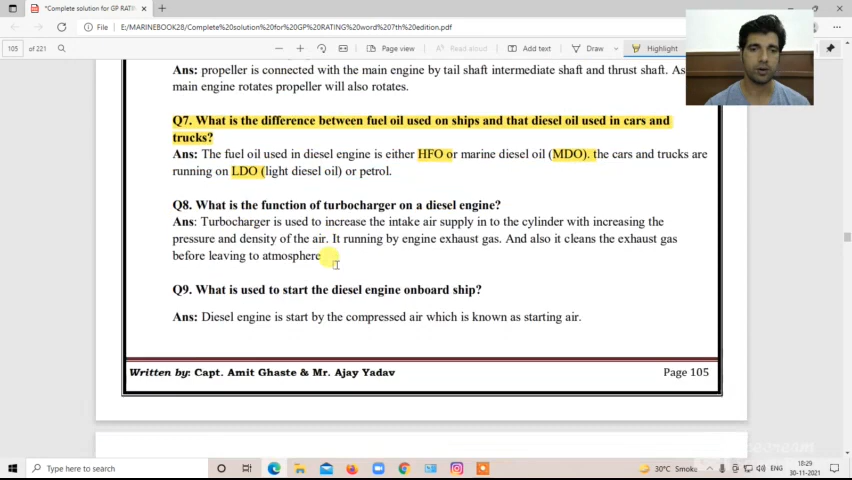 *Complete solution for GP RATIN
File
E:/MARINEBOOK28/Complete%20solution%20for%20GP%20RATING%20word%207th%20edition.pdf
105 of 221
Page view
Read aloud
Add text
Draw
Highlight
Ans: propeller is connected with the main engine by tail shaft intermediate shaft and thrust shaft. As
main engine rotates propeller will also rotates.
Q7. What is the difference between fuel oil used on ships and that diesel oil used in cars and
trucks?
Ans: The fuel oil used in diesel engine is either HFO or marine diesel oil (MDO). the cars and trucks are
running on LDO (light diesel oil) or petrol.
Q8. What is the function of turbocharger on a diesel engine?
Ans: Turbocharger is used to increase the intake air supply in to the cylinder with increasing the
pressure and density of the air. It running by engine exhaust gas. And also it cleans the exhaust gas
before leaving to atmosphere
Q9. What is used to start the diesel engine onboard ship?
Ans: Diesel engine is start by the compressed air which is known as starting air.
Written by: Capt. Amit Ghaste & Mr. Ajay Yadav
Page 105
Type here to search
30°C Smoke
ENG
18:29
30-11-2021